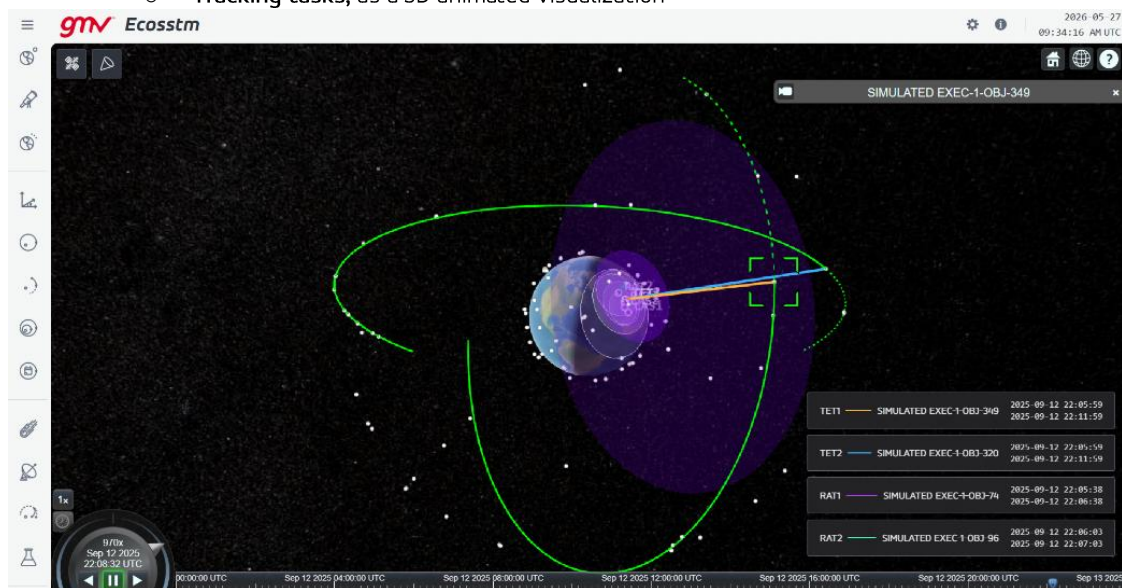 o Tracking tasks, as a 3D animated visualization
gmv Ecosstm
2026-05-27
09:34:16 AM UTC
SIMULATED EXEC-1-OBJ-349 ×
TET1 SIMULATED EXEC-1-OBJ-349 2025-09-12 22:05:59
2025-09-12 22:11:59
TET2 SIMULATED EXEC-1-OBJ-320 2025-09-12 22:05:59
2025-09-12 22:11:59
RAT1 SIMULATED EXEC-1-OBJ-74 2025-09-12 22:05:38
2025-09-12 22:06:38
RAT2 SIMULATED EXEC 1 OBJ 96 2025 09 12 22:06:03
2025 09 12 22:07:03
1x
970x
Sep 12 2025
22:08:32 UTC
00:00:00 UTC Sep 12 2025 04:00:00 UTC Sep 12 2025 08:00:00 UTC Sep 12 2025 12:00:00 UTC Sep 12 2025 16:00:00 UTC Sep 12 2025 20:00:00 UTC Sep 13 2025